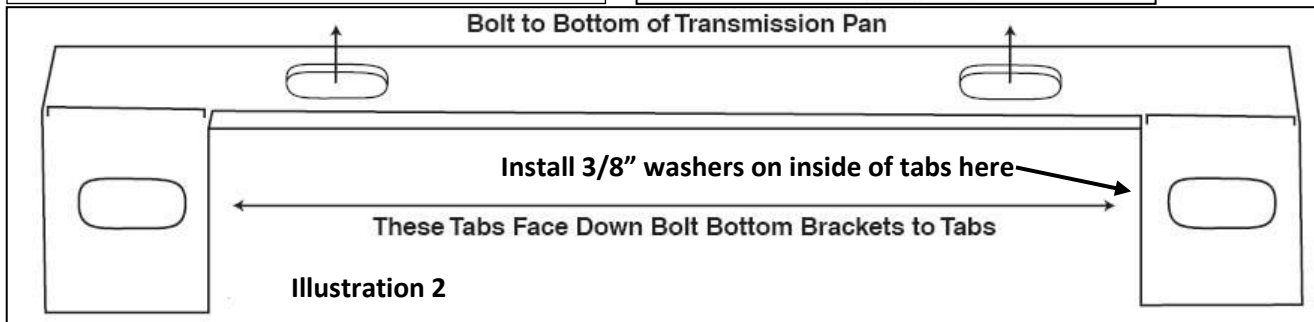 Bolt to Bottom of Transmission Pan
Install 3/8” washers on inside of tabs here
These Tabs Face Down Bolt Bottom Brackets to Tabs
Illustration 2